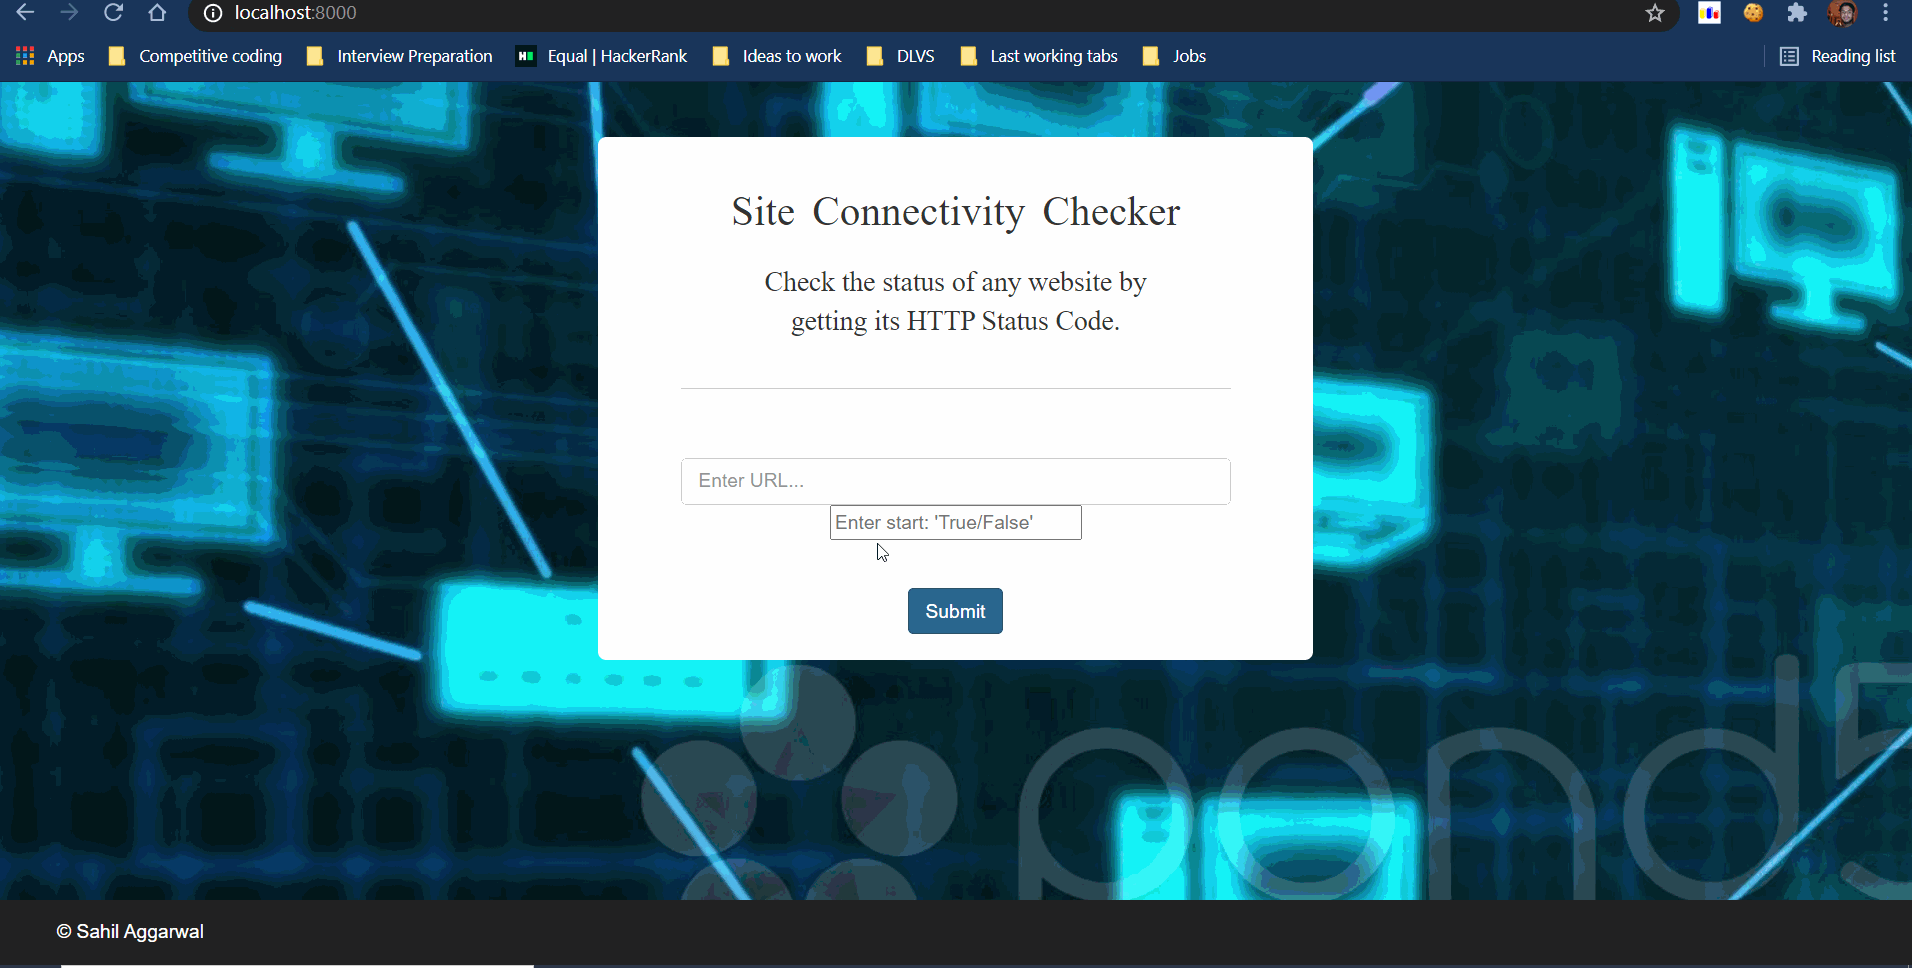 localhost:8000
Apps Competitive coding Interview Preparation Equal | HackerRank Ideas to work DLVS Last working tabs Jobs Reading list
Site Connectivity Checker
Check the status of any website by
getting its HTTP Status Code.
Enter URL...
Enter start: 'True/False'
Submit
pond5
© Sahil Aggarwal